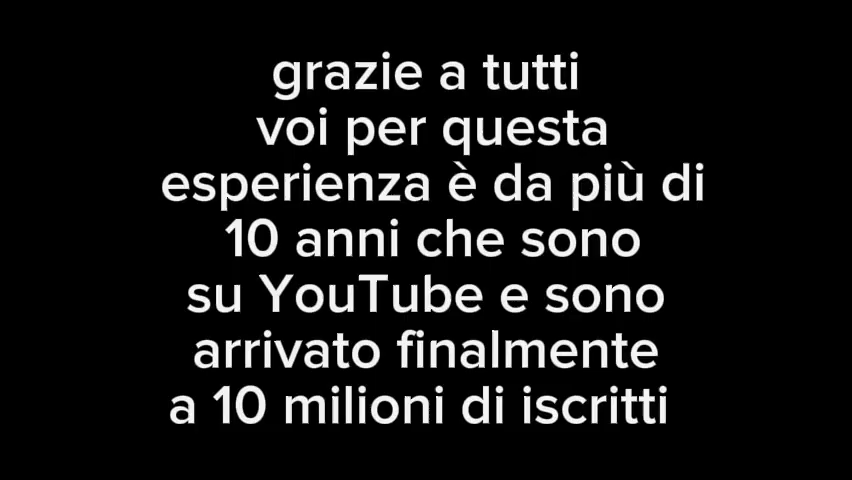 grazie a tutti
voi per questa
esperienza è da più di
10 anni che sono
su YouTube e sono
arrivato finalmente
a 10 milioni di iscritti